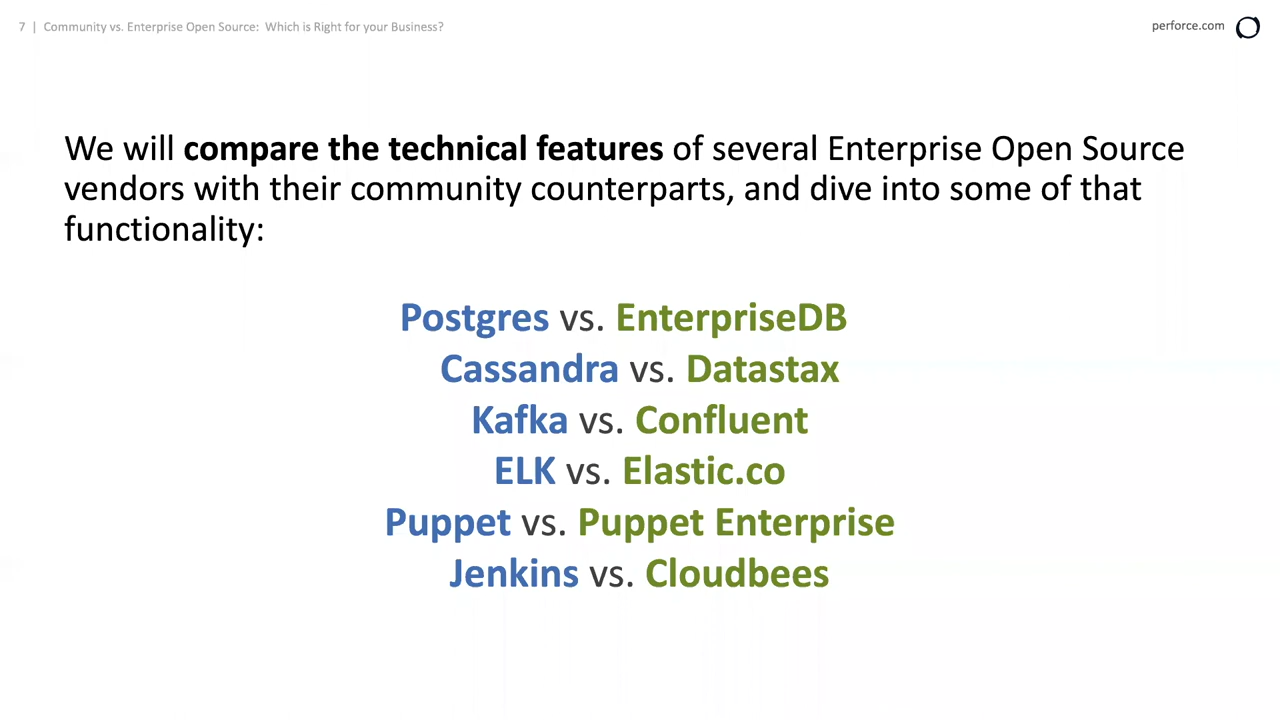 7 | Community vs. Enterprise Open Source: Which is Right for your Business?
perforce.com
We will compare the technical features of several Enterprise Open Source
vendors with their community counterparts, and dive into some of that
functionality:
Postgres vs. EnterpriseDB
Cassandra vs. Datastax
Kafka vs. Confluent
ELK vs. Elastic.co
Puppet vs. Puppet Enterprise
Jenkins vs. Cloudbees